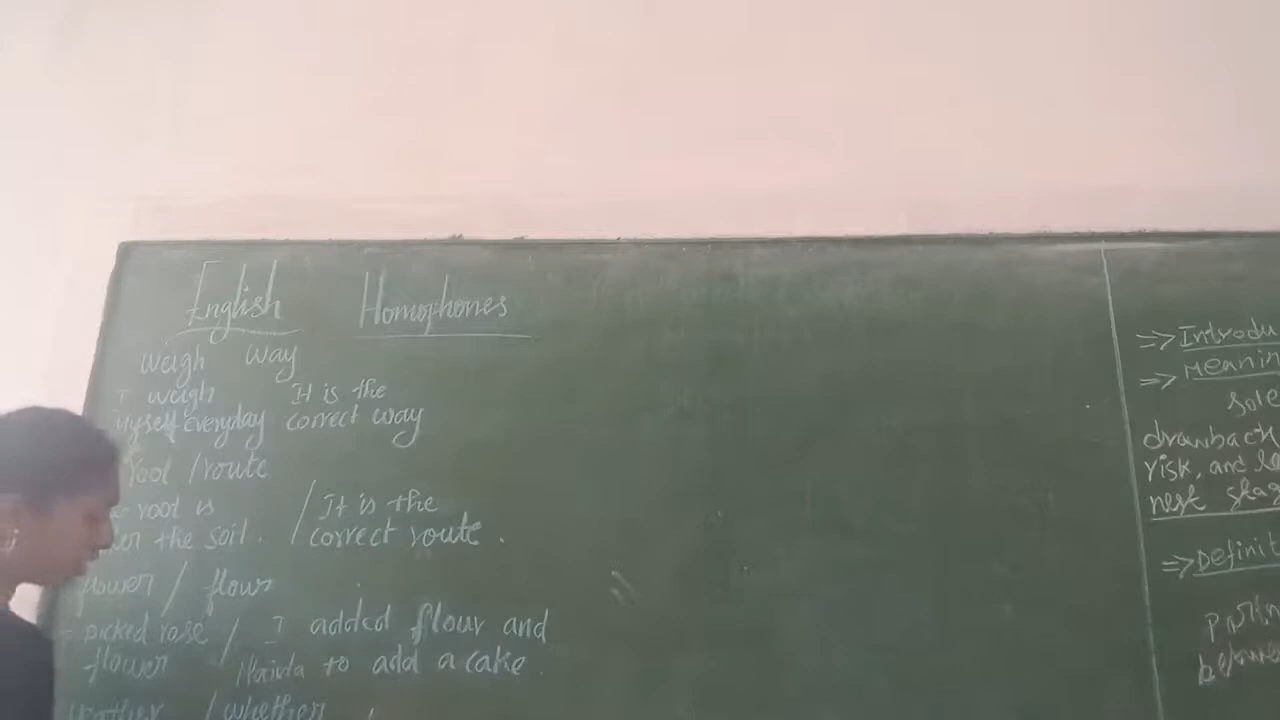 English Homophones
weigh way
I weigh It is the
myself everyday correct way
root / route
root is / It is the
the soil. / correct route.
flower / flour
picked rose / I added flour and
flower Maida to add a cake.
/ whether
=> Introdu
=> Meanin
Sole
drawback
risk, and
next stag
=> Definit